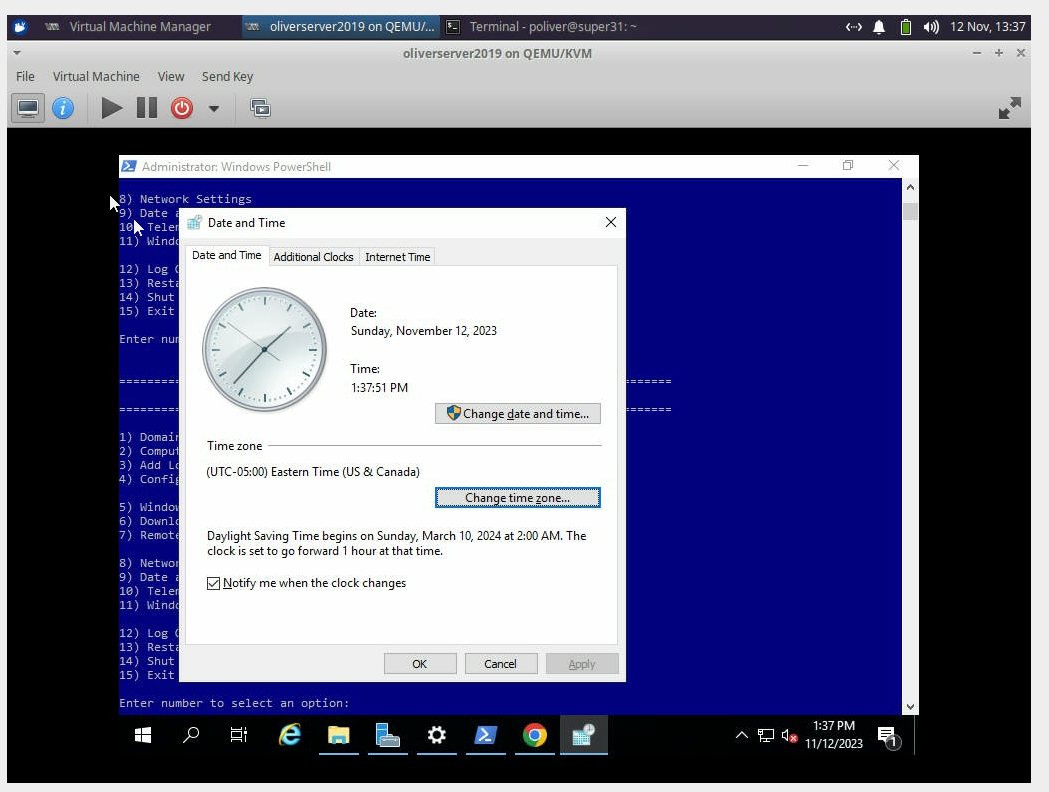 Virtual Machine Manager
oliverserver2019 on QEMU/...
Terminal - poliver@super31: ~
12 Nov, 13:37
oliverserver2019 on QEMU/KVM
File Virtual Machine View Send Key
Administrator: Windows PowerShell
8) Network Settings
9) Date a
10) Teler
11) Windo
12) Log O
13) Resta
14) Shut
15) Exit
Enter num
Date and Time
Date and Time Additional Clocks Internet Time
Date:
Sunday, November 12, 2023
Time:
1:37:51 PM
Change date and time...
Time zone
(UTC-05:00) Eastern Time (US & Canada)
Change time zone...
Daylight Saving Time begins on Sunday, March 10, 2024 at 2:00 AM. The
clock is set to go forward 1 hour at that time.
Notify me when the clock changes
OK Cancel Apply
1) Domain
2) Comput
3) Add Lo
4) Config
5) Window
6) Downlo
7) Remote
8) Networ
9) Date a
10) Telem
11) Windo
12) Log O
13) Resta
14) Shut
15) Exit
Enter number to select an option:
1:37 PM
11/12/2023
1